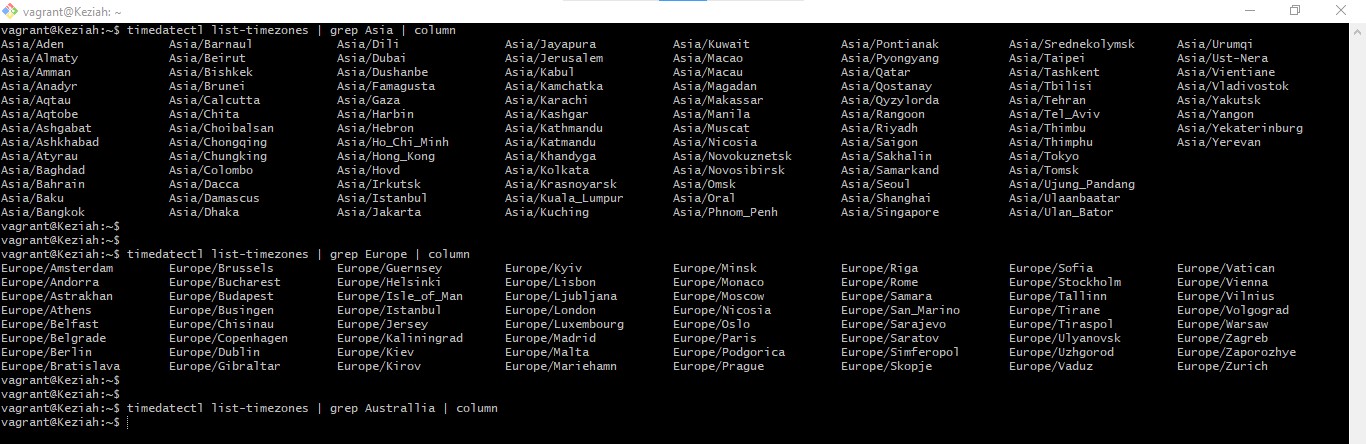 vagrant@Keziah: ~
vagrant@Keziah:~$ timedatectl list-timezones | grep Asia | column
Asia/Aden Asia/Barnaul Asia/Dili Asia/Jayapura Asia/Kuwait Asia/Pontianak Asia/Srednekolymsk Asia/Urumqi
Asia/Almaty Asia/Beirut Asia/Dubai Asia/Jerusalem Asia/Macao Asia/Pyongyang Asia/Taipei Asia/Ust-Nera
Asia/Amman Asia/Bishkek Asia/Dushanbe Asia/Kabul Asia/Macau Asia/Qatar Asia/Tashkent Asia/Vientiane
Asia/Anadyr Asia/Brunei Asia/Famagusta Asia/Kamchatka Asia/Magadan Asia/Qostanay Asia/Tbilisi Asia/Vladivostok
Asia/Aqtau Asia/Calcutta Asia/Gaza Asia/Karachi Asia/Makassar Asia/Qyzylorda Asia/Tehran Asia/Yakutsk
Asia/Aqtobe Asia/Chita Asia/Harbin Asia/Kashgar Asia/Manila Asia/Rangoon Asia/Tel_Aviv Asia/Yangon
Asia/Ashgabat Asia/Choibalsan Asia/Hebron Asia/Kathmandu Asia/Muscat Asia/Riyadh Asia/Thimbu Asia/Yekaterinburg
Asia/Ashkhabad Asia/Chongqing Asia/Ho_Chi_Minh Asia/Katmandu Asia/Nicosia Asia/Saigon Asia/Thimphu Asia/Yerevan
Asia/Atyrau Asia/Chungking Asia/Hong_Kong Asia/Khandyga Asia/Novokuznetsk Asia/Sakhalin Asia/Tokyo
Asia/Baghdad Asia/Colombo Asia/Hovd Asia/Kolkata Asia/Novosibirsk Asia/Samarkand Asia/Tomsk
Asia/Bahrain Asia/Dacca Asia/Irkutsk Asia/Krasnoyarsk Asia/Omsk Asia/Seoul Asia/Ujung_Pandang
Asia/Baku Asia/Damascus Asia/Istanbul Asia/Kuala_Lumpur Asia/Oral Asia/Shanghai Asia/Ulaanbaatar
Asia/Bangkok Asia/Dhaka Asia/Jakarta Asia/Kuching Asia/Phnom_Penh Asia/Singapore Asia/Ulan_Bator
vagrant@Keziah:~$
vagrant@Keziah:~$
vagrant@Keziah:~$ timedatectl list-timezones | grep Europe | column
Europe/Amsterdam Europe/Brussels Europe/Guernsey Europe/Kyiv Europe/Minsk Europe/Riga Europe/Sofia Europe/Vatican
Europe/Andorra Europe/Bucharest Europe/Helsinki Europe/Lisbon Europe/Monaco Europe/Rome Europe/Stockholm Europe/Vienna
Europe/Astrakhan Europe/Budapest Europe/Isle_of_Man Europe/Ljubljana Europe/Moscow Europe/Samara Europe/Tallinn Europe/Vilnius
Europe/Athens Europe/Busingen Europe/Istanbul Europe/London Europe/Nicosia Europe/San_Marino Europe/Tirane Europe/Volgograd
Europe/Belfast Europe/Chisinau Europe/Jersey Europe/Luxembourg Europe/Oslo Europe/Sarajevo Europe/Tiraspol Europe/Warsaw
Europe/Belgrade Europe/Copenhagen Europe/Kaliningrad Europe/Madrid Europe/Paris Europe/Saratov Europe/Ulyanovsk Europe/Zagreb
Europe/Berlin Europe/Dublin Europe/Kiev Europe/Malta Europe/Podgorica Europe/Simferopol Europe/Uzhgorod Europe/Zaporozhye
Europe/Bratislava Europe/Gibraltar Europe/Kirov Europe/Mariehamn Europe/Prague Europe/Skopje Europe/Vaduz Europe/Zurich
vagrant@Keziah:~$
vagrant@Keziah:~$
vagrant@Keziah:~$ timedatectl list-timezones | grep Australlia | column
vagrant@Keziah:~$